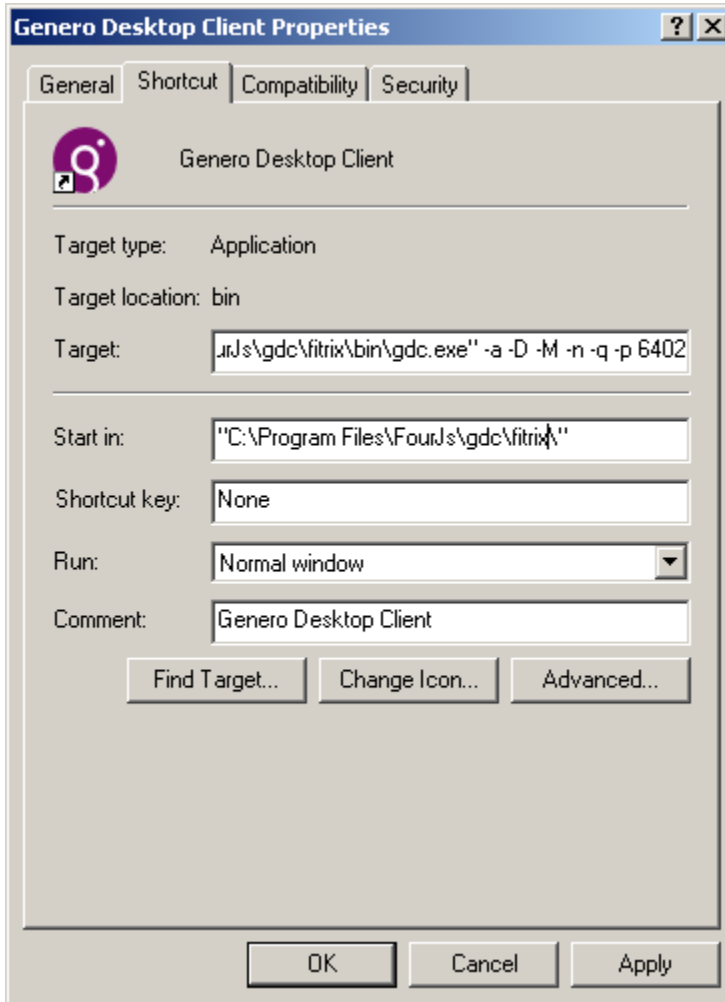 Genero Desktop Client Properties
General Shortcut Compatibility Security
Genero Desktop Client
Target type: Application
Target location: bin
Target: urJs\gdc\fitrix\bin\gdc.exe" -a -D -M -n -q -p 6402
Start in: "C:\Program Files\FourJs\gdc\fitrix\"
Shortcut key: None
Run: Normal window
Comment: Genero Desktop Client
Find Target... Change Icon... Advanced...
OK Cancel Apply